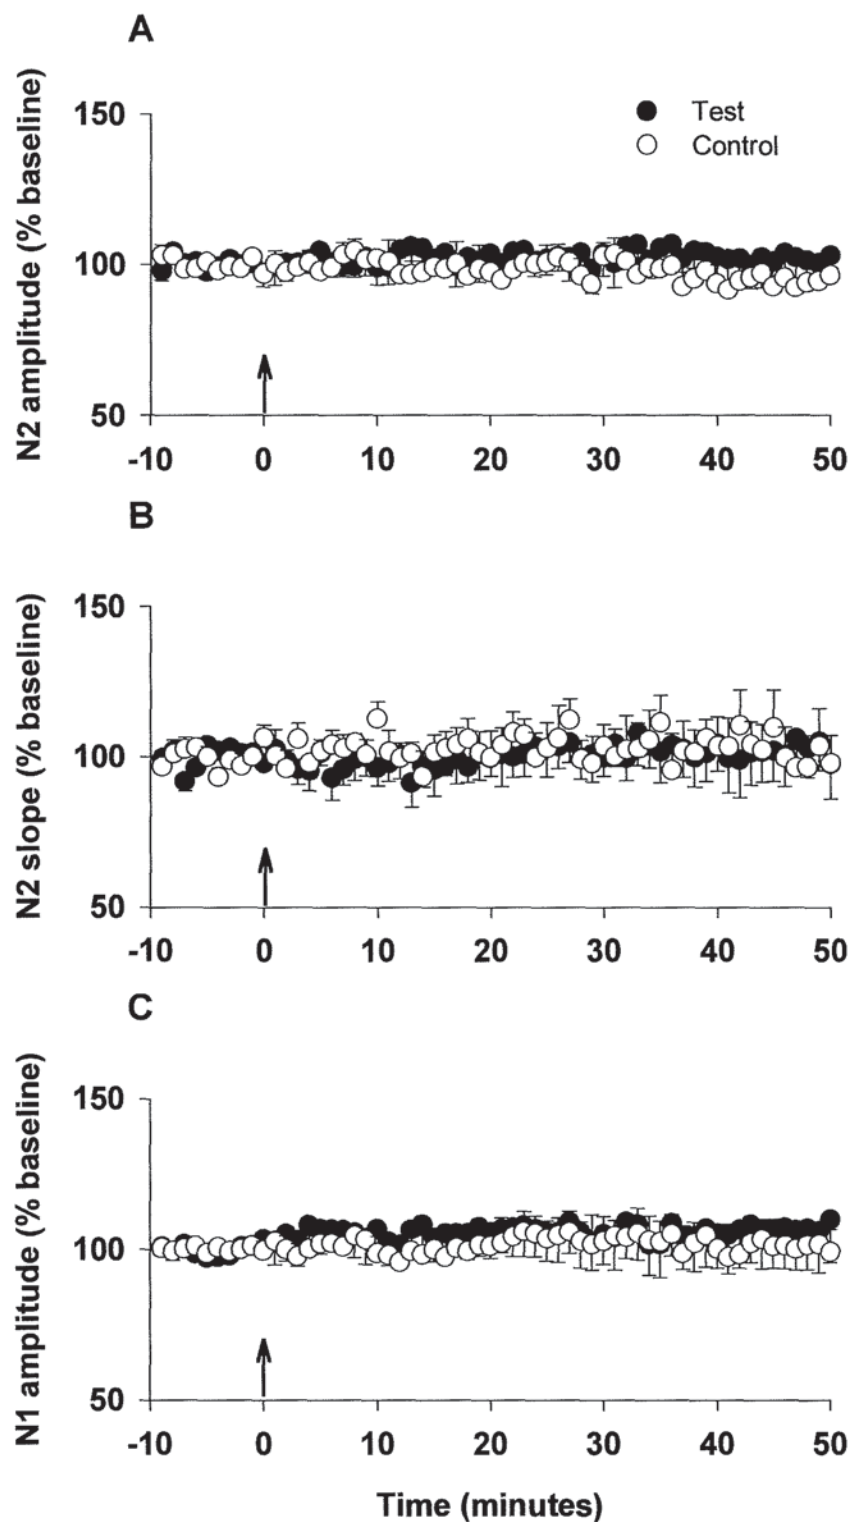 A
N2 amplitude (% baseline)
150
100
50
Test
Control
-10 0 10 20 30 40 50
B
N2 slope (% baseline)
150
100
50
-10 0 10 20 30 40 50
C
N1 amplitude (% baseline)
150
100
50
-10 0 10 20 30 40 50
Time (minutes)